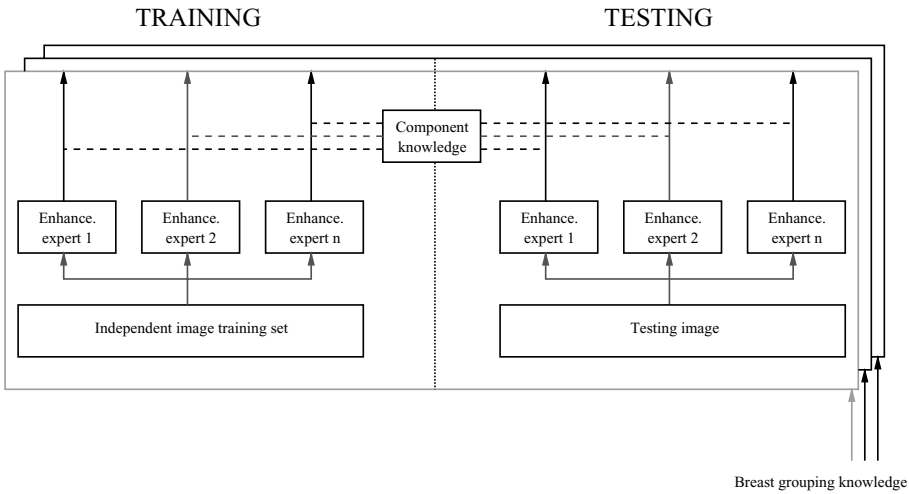 TRAINING
TESTING
Component
knowledge
Enhance.
expert 1
Enhance.
expert 2
Enhance.
expert n
Enhance.
expert 1
Enhance.
expert 2
Enhance.
expert n
Independent image training set
Testing image
Breast grouping knowledge